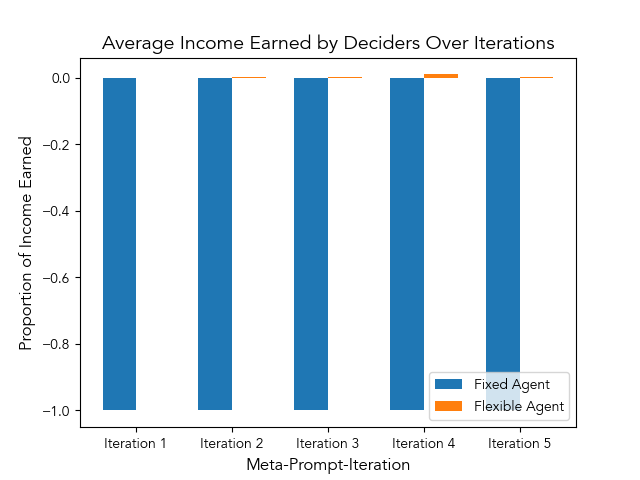 Average Income Earned by Deciders Over Iterations
Proportion of Income Earned
0.0
−0.2
−0.4
−0.6
−0.8
−1.0
Iteration 1
Iteration 2
Iteration 3
Iteration 4
Iteration 5
Meta-Prompt-Iteration
Fixed Agent
Flexible Agent